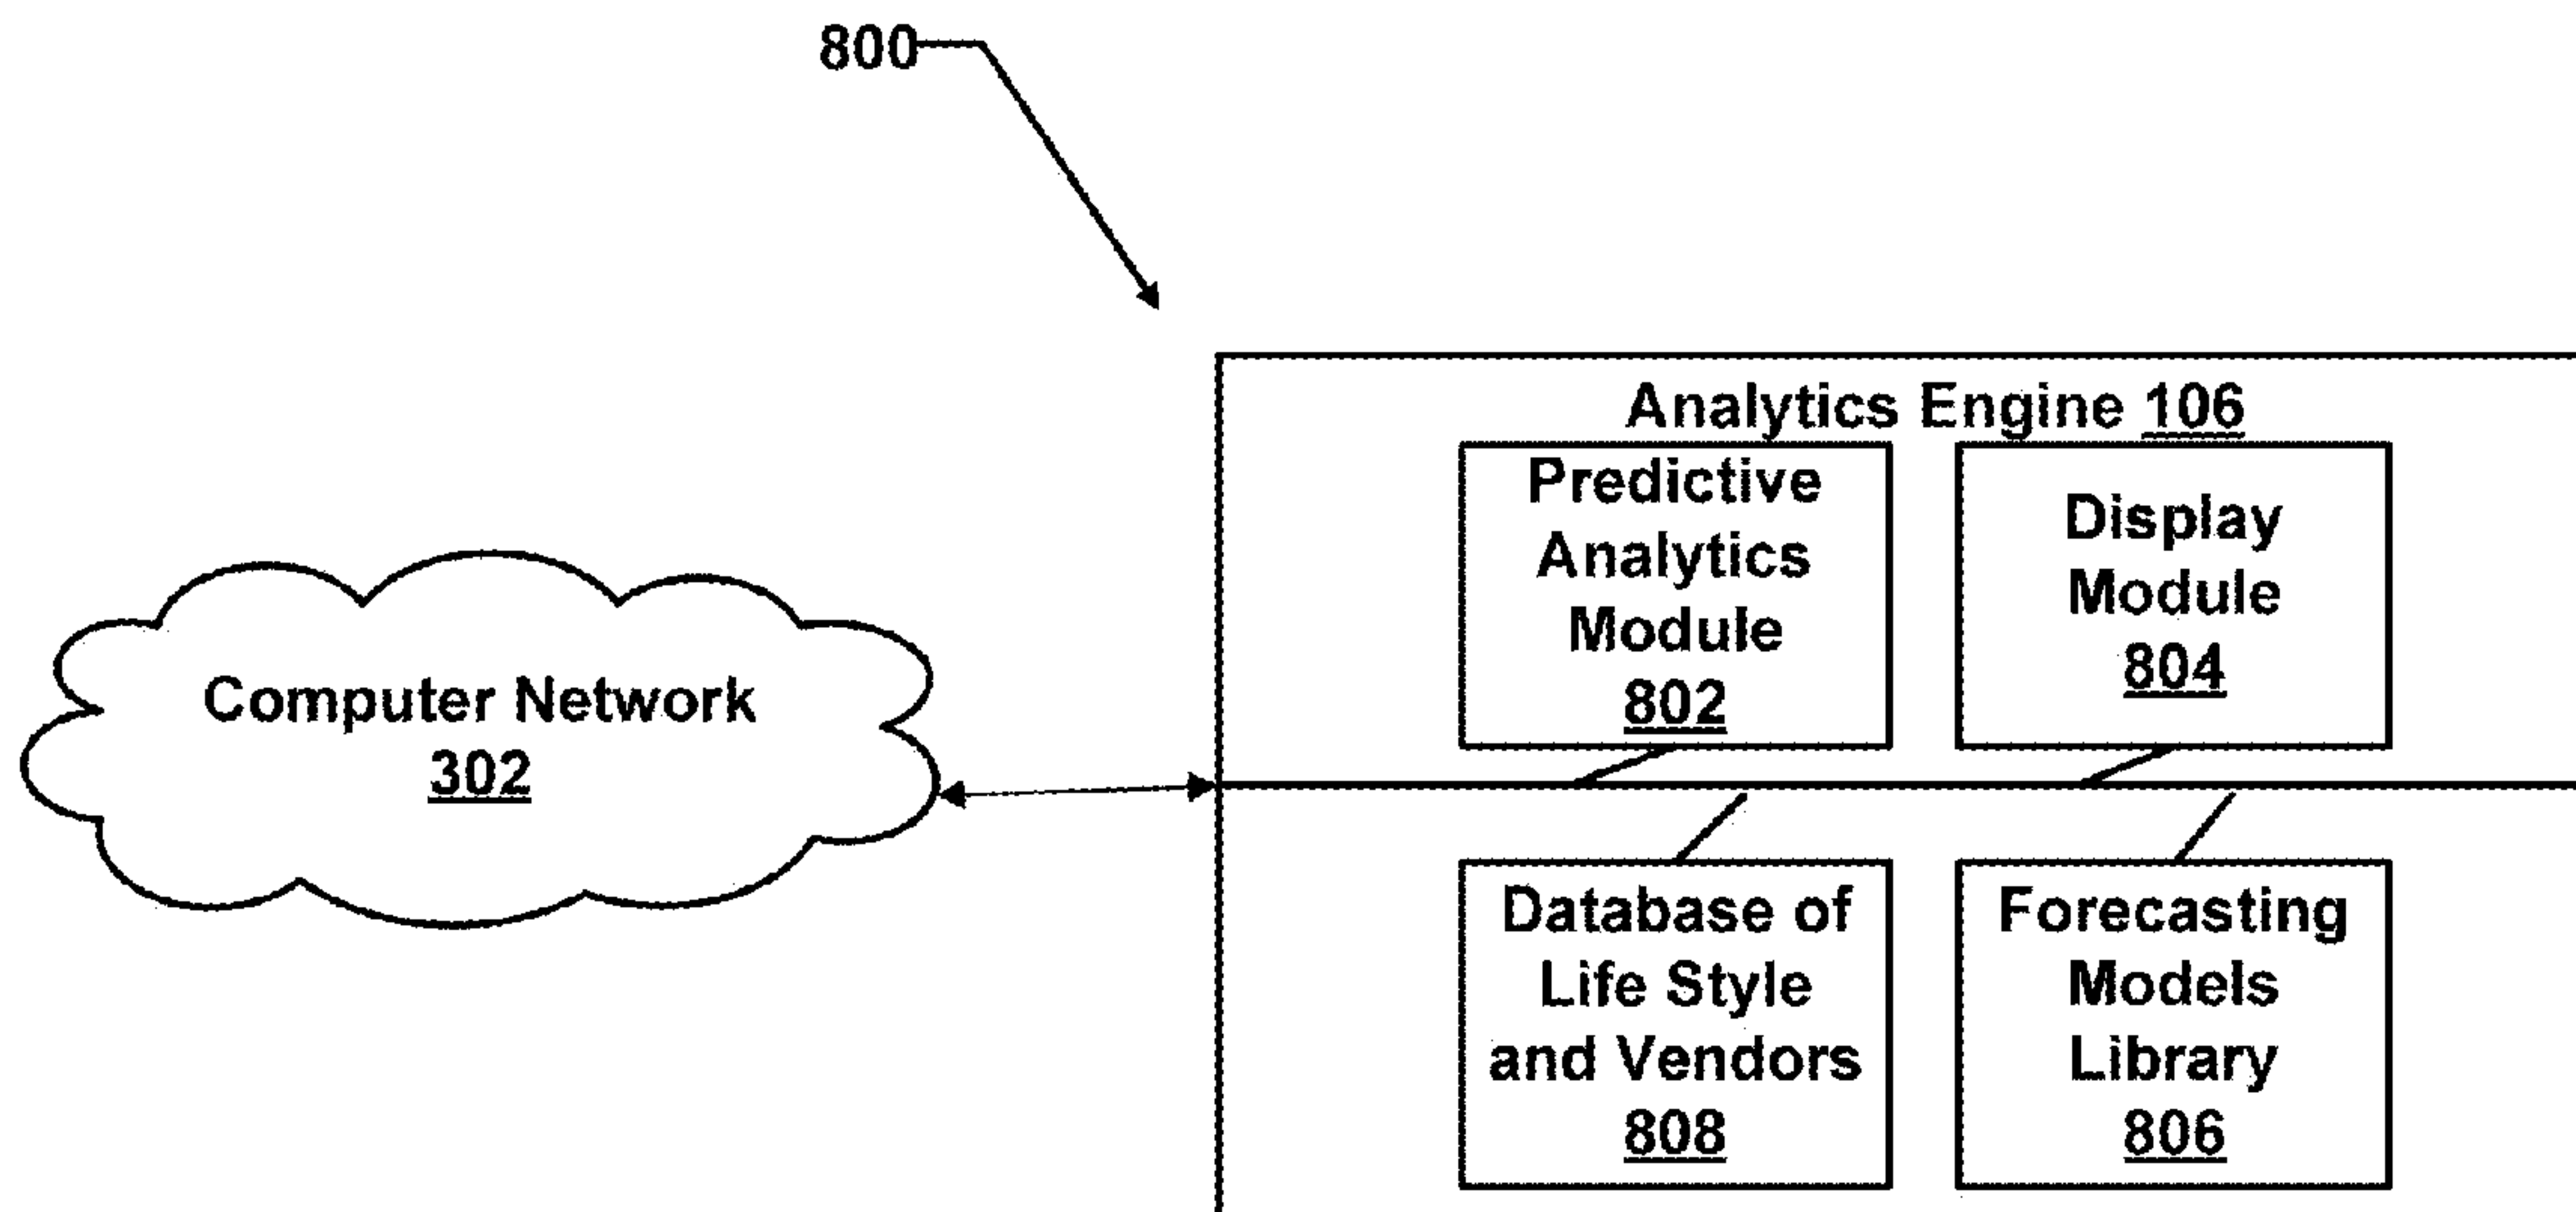 800
Analytics Engine 106
Predictive
Analytics
Module
802
Display
Module
804
Computer Network
302
Database of
Life Style
and Vendors
808
Forecasting
Models
Library
806